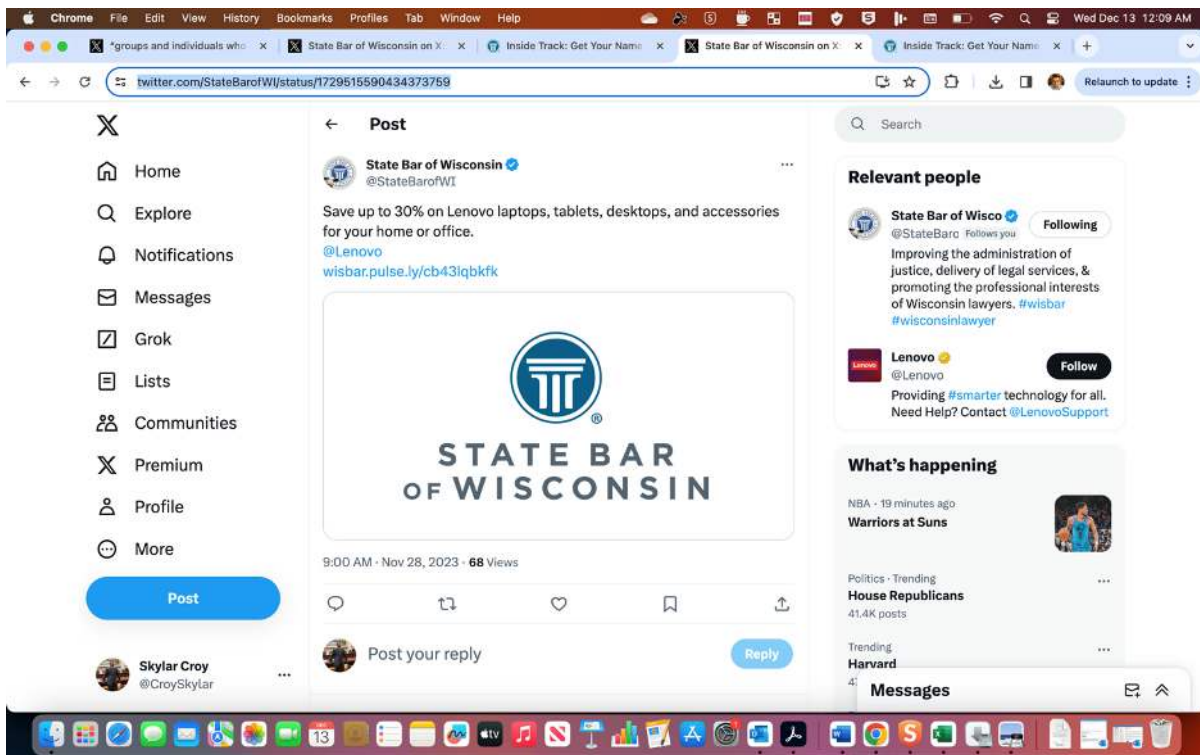 Chrome File Edit View History Bookmarks Profiles Tab Window Help Wed Dec 13 12:09 AM
"groups and individuals who State Bar of Wisconsin on X: Inside Track: Get Your Name State Bar of Wisconsin on X: Inside Track: Get Your Name
twitter.com/StateBarofWI/status/1729515590434373759 Relaunch to update
Home
Explore
Notifications
Messages
Grok
Lists
Communities
Premium
Profile
More
Post
Skylar Croy
@CroySkylar
Post
State Bar of Wisconsin
@StateBarofWI
Save up to 30% on Lenovo laptops, tablets, desktops, and accessories
for your home or office.
@Lenovo
wisbar.pulse.ly/cb43lqbkfk
STATE BAR
OF WISCONSIN
9:00 AM · Nov 28, 2023 · 68 Views
Post your reply Reply
Search
Relevant people
State Bar of Wisco Following
@StateBarc Follows you
Improving the administration of
justice, delivery of legal services, &
promoting the professional interests
of Wisconsin lawyers. #wisbar
#wisconsinlawyer
Lenovo
Lenovo Follow
@Lenovo
Providing #smarter technology for all.
Need Help? Contact @LenovoSupport
What's happening
NBA · 19 minutes ago
Warriors at Suns
Politics · Trending
House Republicans
41.4K posts
Trending
Harvard
Messages
13
tv